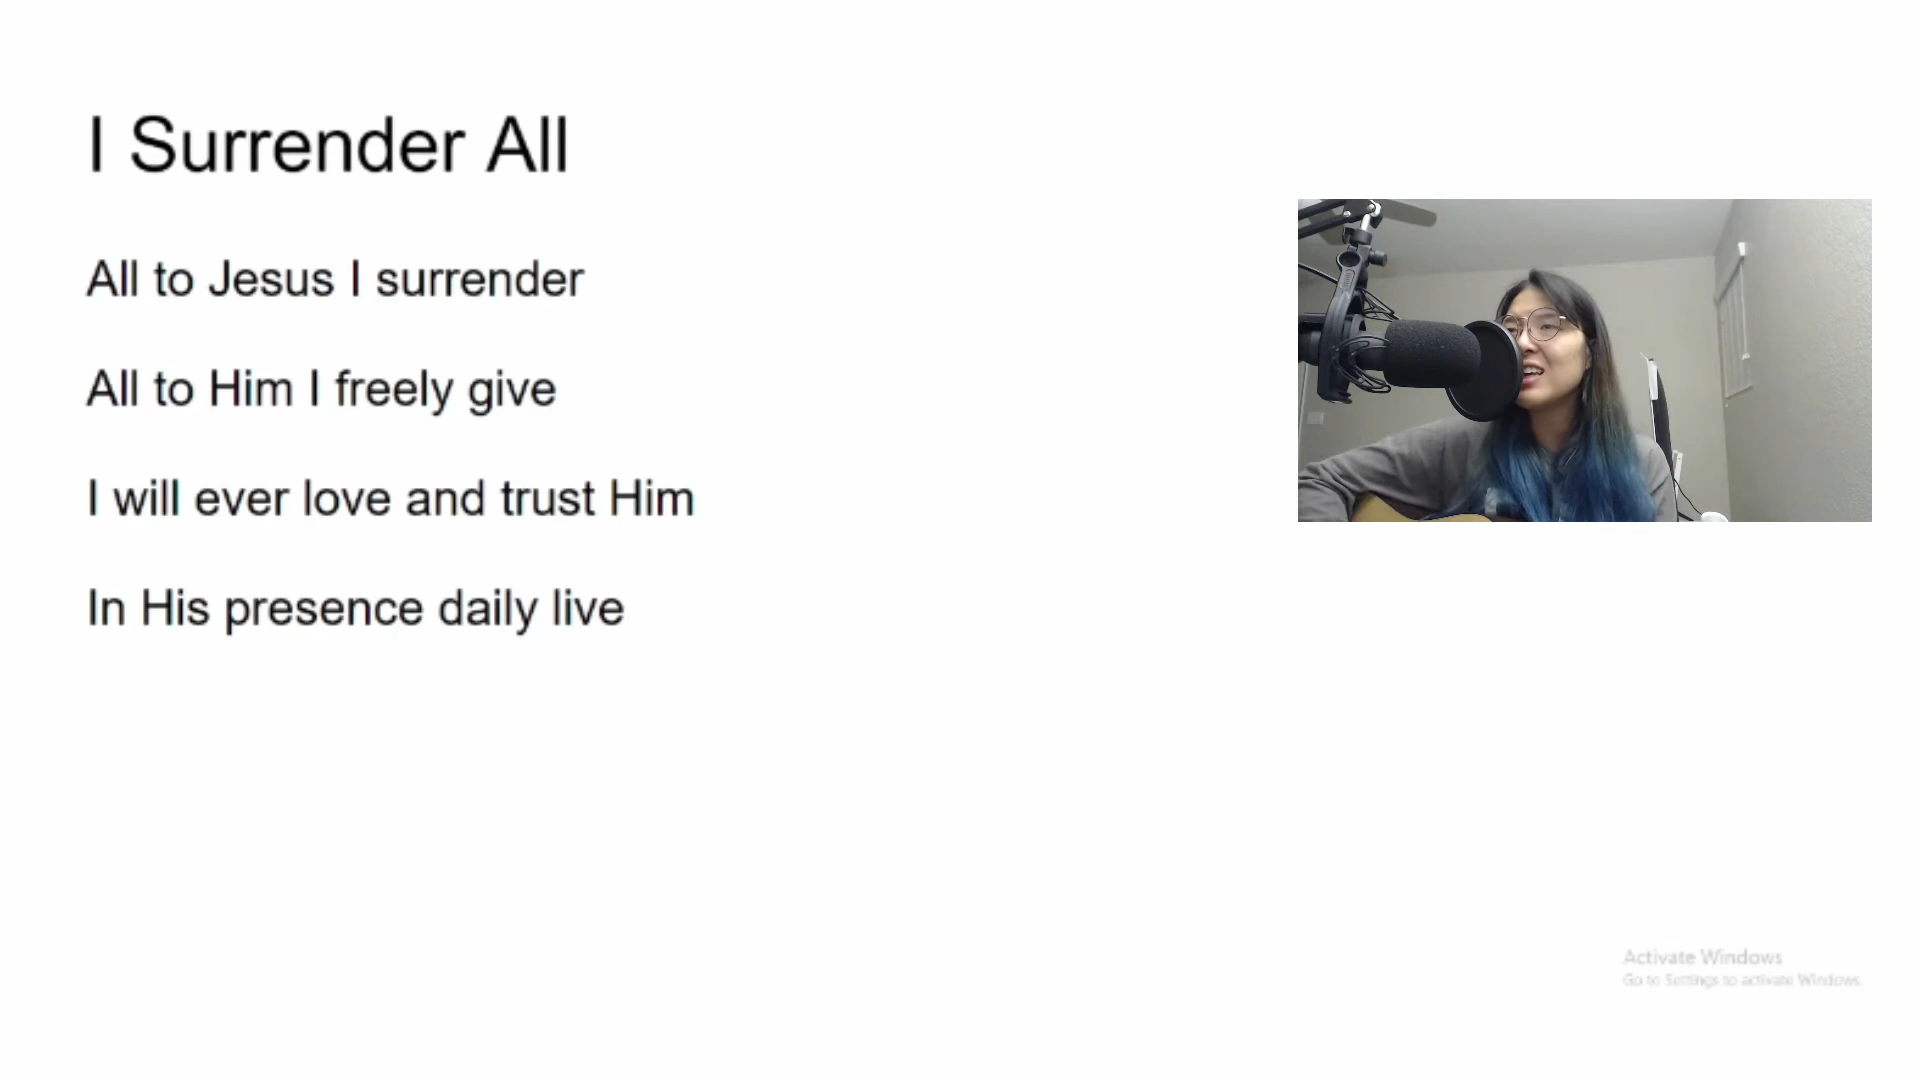 I Surrender All
All to Jesus I surrender
All to Him I freely give
I will ever love and trust Him
In His presence daily live
Activate Windows
Go to Settings to activate Windows.